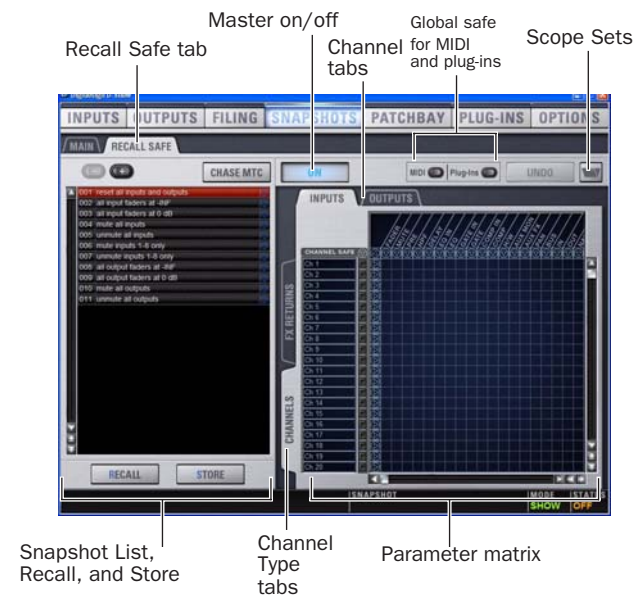 Master on/off
Global safe
for MIDI
and plug-ins
Scope Sets
Recall Safe tab
Channel
tabs
INPUTS OUTPUTS FILING SNAPSHOTS PATCHBAY PLUG-INS OPTIONS
MAIN RECALL SAFE
CHASE MTC
ON
MIDI
Plug-Ins
UNDO
001 reset all inputs and outputs
002 all input faders at -INF
003 all input faders at 0 dB
004 mute all inputs
005 unmute all inputs
006 mute inputs 1-8 only
007 unmute inputs 1-8 only
008 all output faders at -INF
009 all output faders at 0 dB
010 mute all outputs
011 unmute all outputs
INPUTS OUTPUTS
CHANNEL SAFE
Ch 1
Ch 2
Ch 3
Ch 4
Ch 5
Ch 6
Ch 7
Ch 8
Ch 9
Ch 10
Ch 11
Ch 12
Ch 13
Ch 14
Ch 15
Ch 16
Ch 17
Ch 18
Ch 19
Ch 20
FX RETURNS
CHANNELS
RECALL STORE
SNAPSHOT MODE STATUS
SHOW OFF
Snapshot List,
Recall, and Store
Channel
Type
tabs
Parameter matrix